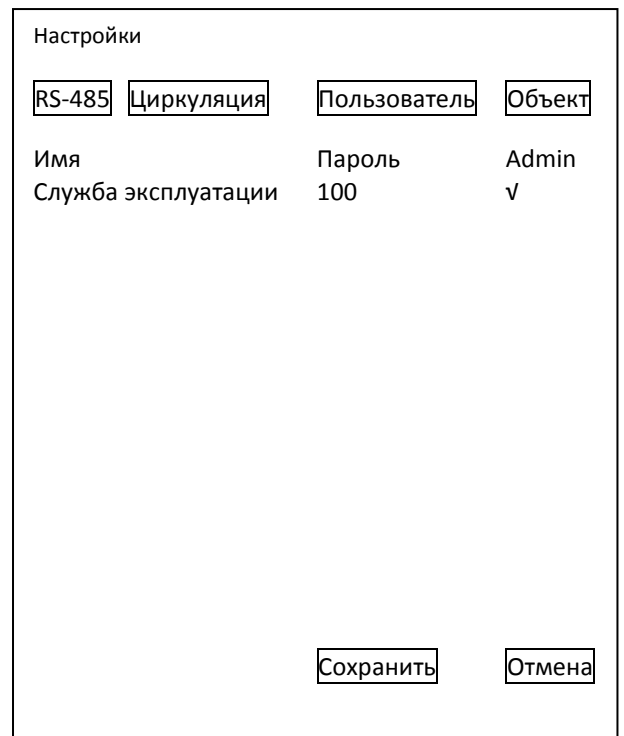 Настройки
RS-485 Циркуляция Пользователь Объект
Имя Пароль Admin
Служба эксплуатации 100 √
Сохранить Отмена